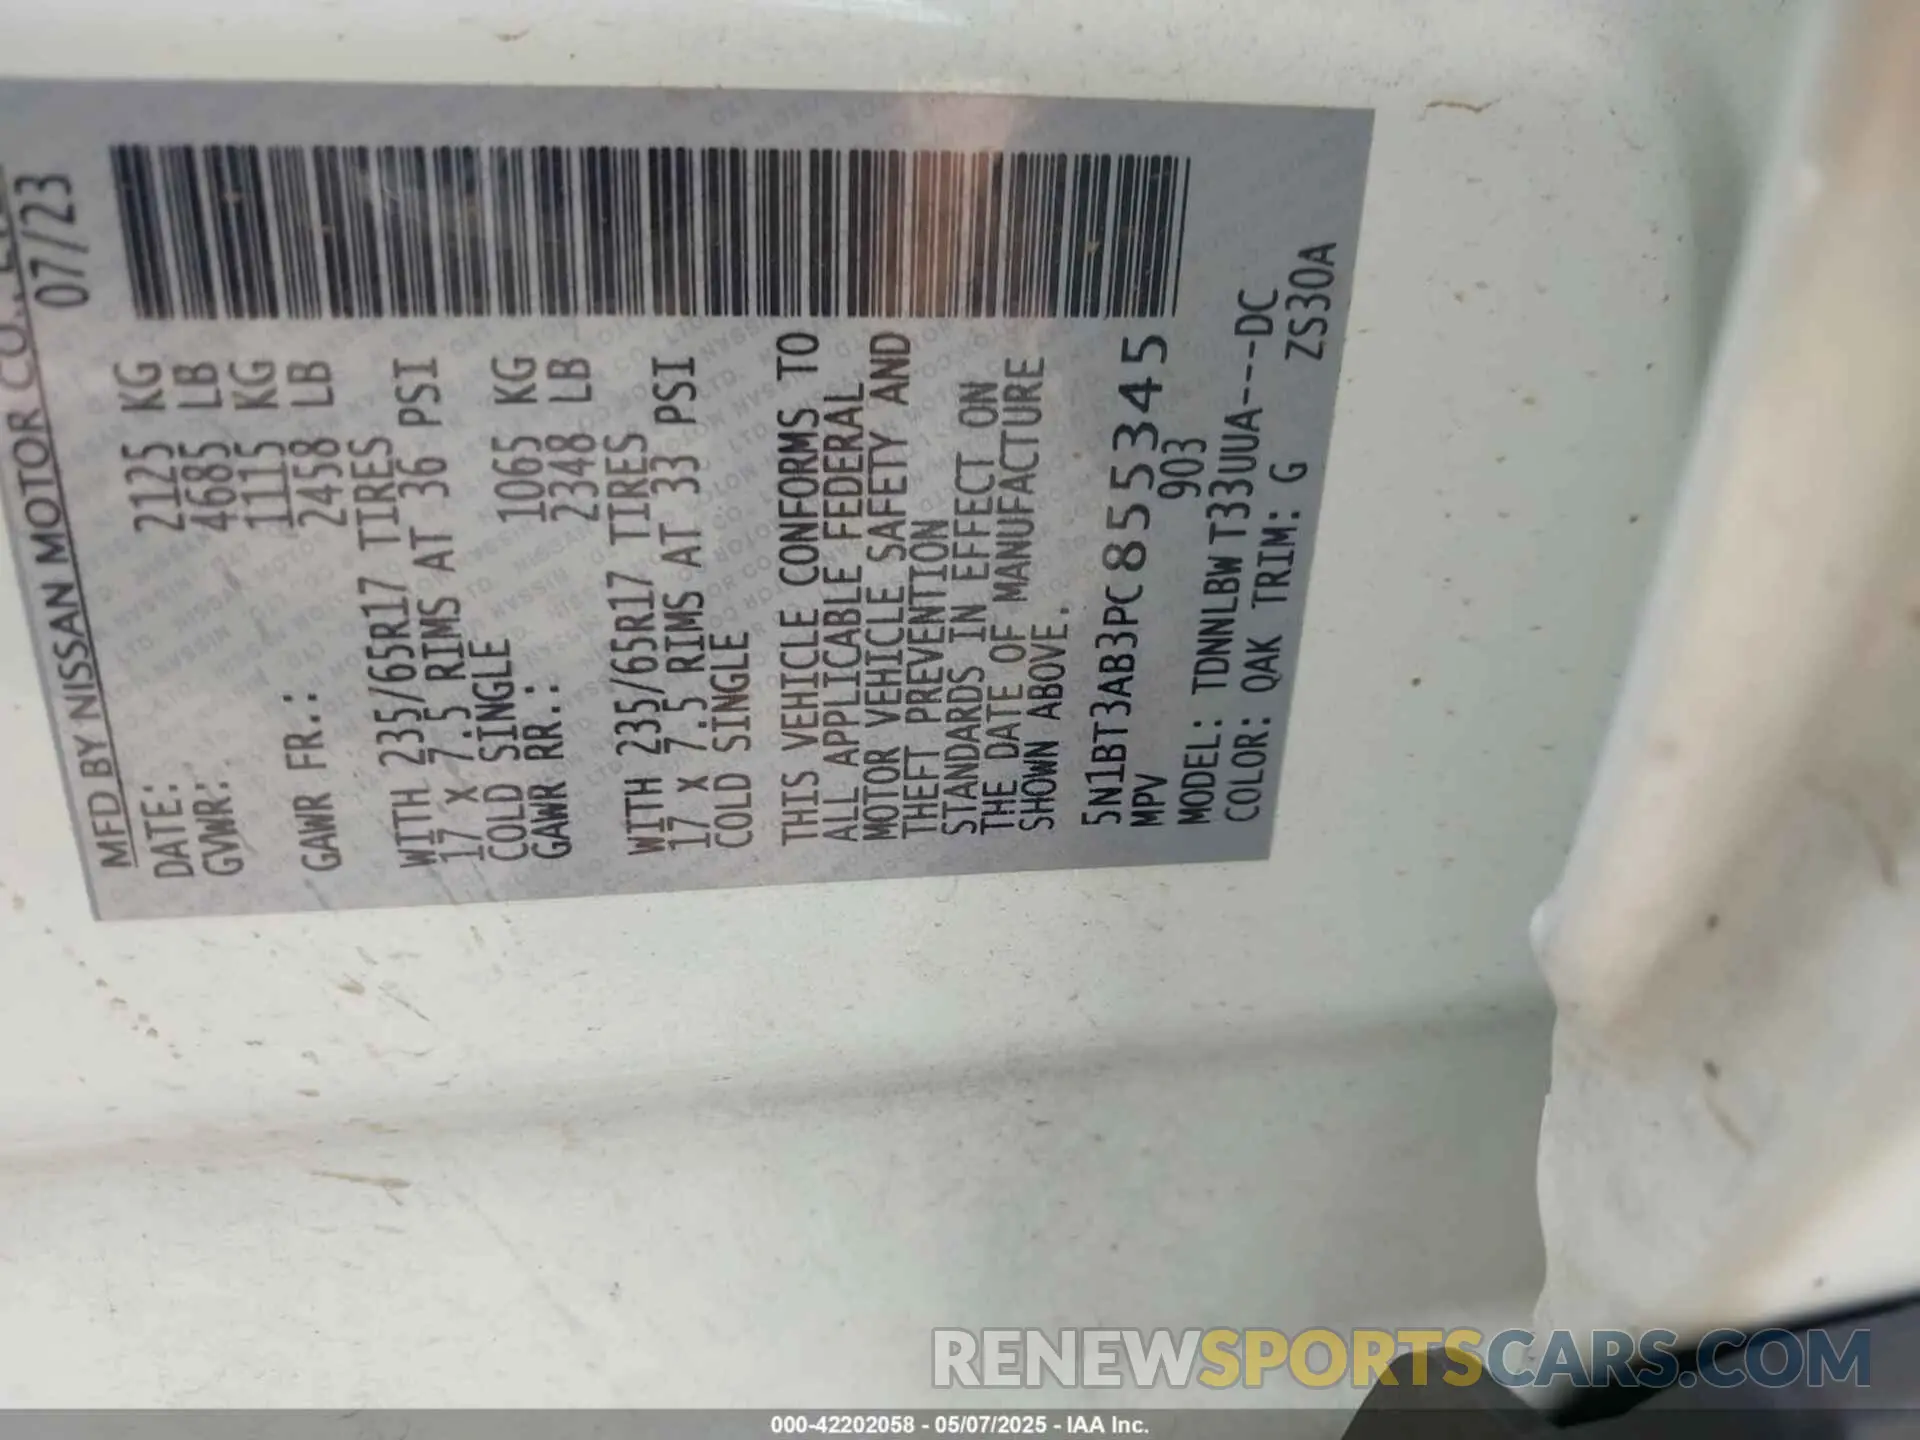 MFD BY NISSAN MOTOR CO.,
DATE: 07/23
GVWR: 2125 KG
4685 LB
GAWR FR.: 1115 KG
2458 LB
WITH 235/65R17 TIRES
17 X 7.5 RIMS AT 36 PSI
COLD SINGLE
GAWR RR.: 1065 KG
2348 LB
WITH 235/65R17 TIRES
17 X 7.5 RIMS AT 33 PSI
COLD SINGLE
THIS VEHICLE CONFORMS TO
ALL APPLICABLE FEDERAL
MOTOR VEHICLE SAFETY AND
THEFT PREVENTION
STANDARDS IN EFFECT ON
THE DATE OF MANUFACTURE
SHOWN ABOVE.
5N1BT3AB3PC855345
MPV 903
MODEL: TDNNLBWT33UUA---DC
COLOR: QAK TRIM: G ZS30A
RENEWSPORTSCARS.COM
000-42202058 - 05/07/2025 - IAA Inc.